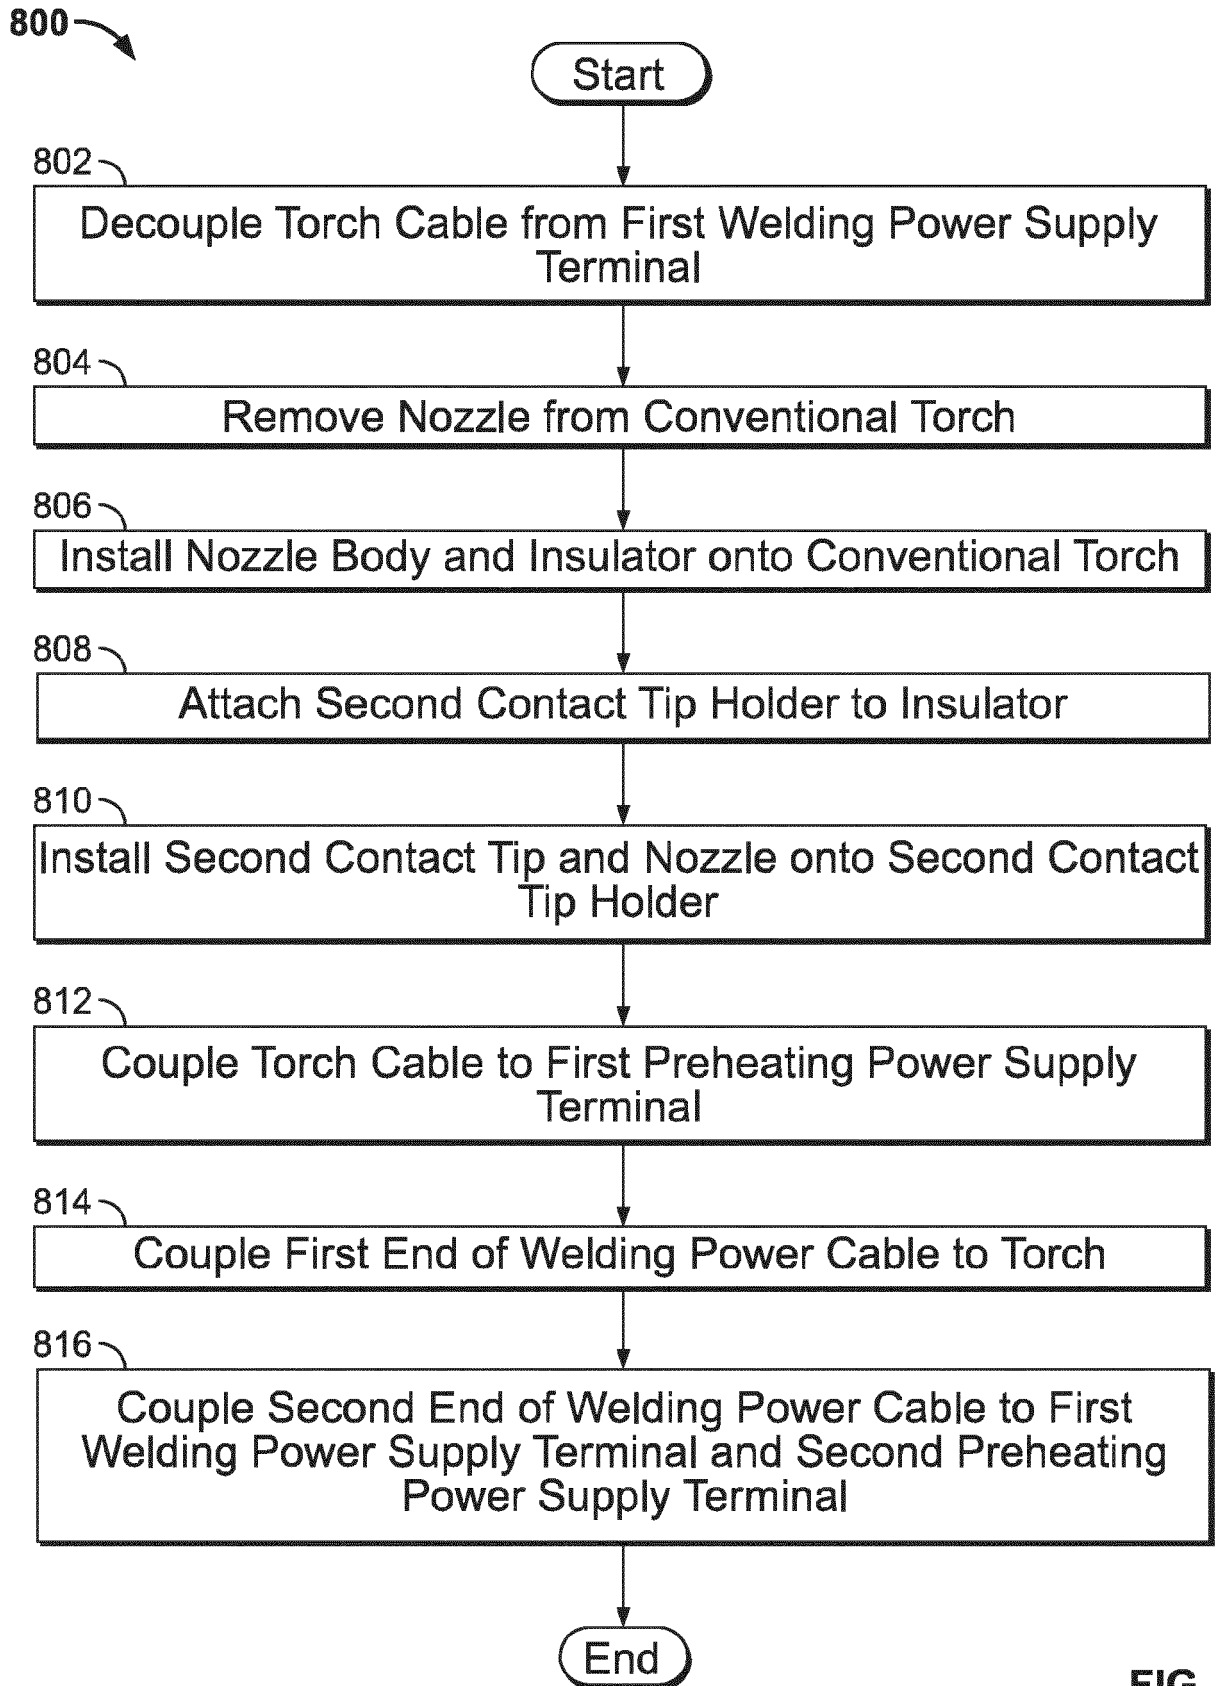 800
Start
802
Decouple Torch Cable from First Welding Power Supply
Terminal
804
Remove Nozzle from Conventional Torch
806
Install Nozzle Body and Insulator onto Conventional Torch
808
Attach Second Contact Tip Holder to Insulator
810
Install Second Contact Tip and Nozzle onto Second Contact
Tip Holder
812
Couple Torch Cable to First Preheating Power Supply
Terminal
814
Couple First End of Welding Power Cable to Torch
816
Couple Second End of Welding Power Cable to First
Welding Power Supply Terminal and Second Preheating
Power Supply Terminal
End
FIG